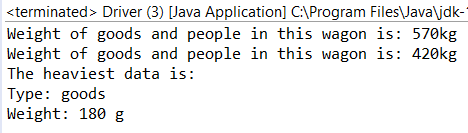 <terminated> Driver (3) [Java Application] C:\Program Files\Java\jdk-
Weight of goods and people in this wagon is: 570kg
Weight of goods and people in this wagon is: 420kg
The heaviest data is:
Type: goods
Weight: 180 g